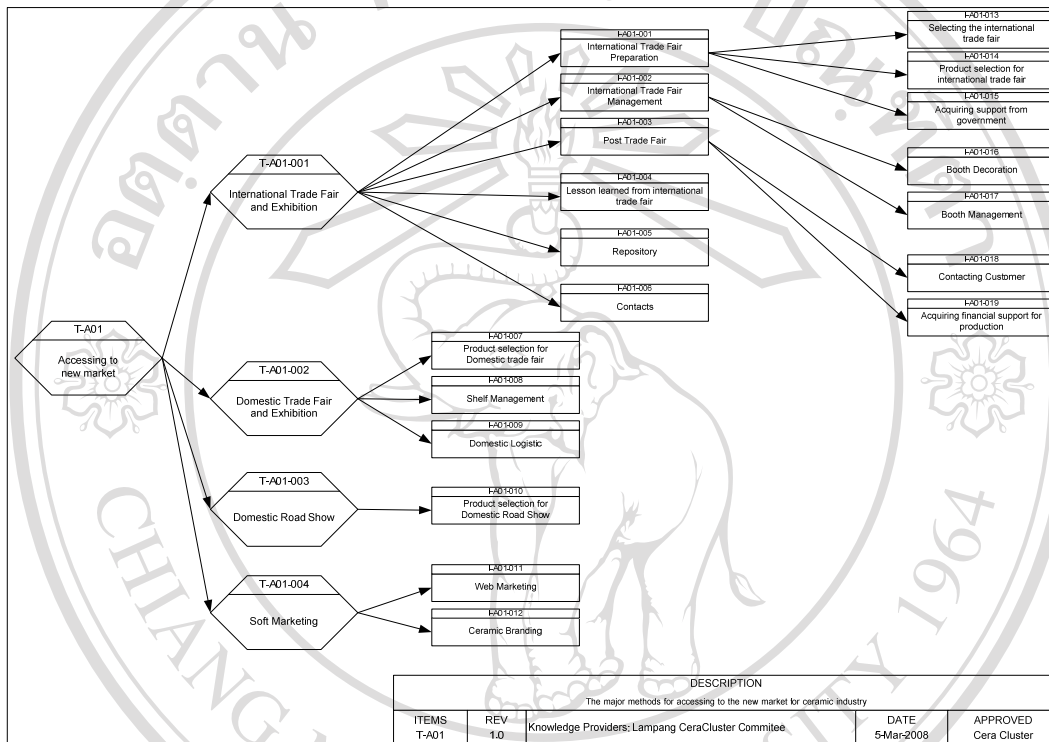 T-A01
Accessing to
new market
T-A01-001
International Trade Fair
and Exhibition
T-A01-002
Domestic Trade Fair
and Exhibition
T-A01-003
Domestic Road Show
T-A01-004
Soft Marketing
I-A01-001
International Trade Fair
Preparation
I-A01-002
International Trade Fair
Management
I-A01-003
Post Trade Fair
I-A01-004
Lesson learned from international
trade fair
I-A01-005
Repository
I-A01-006
Contacts
I-A01-007
Product selection for
Domestic trade fair
I-A01-008
Shelf Management
I-A01-009
Domestic Logistic
I-A01-010
Product selection for
Domestic Road Show
I-A01-011
Web Marketing
I-A01-012
Ceramic Branding
I-A01-013
Selecting the international
trade fair
I-A01-014
Product selection for
international trade fair
I-A01-015
Acquiring support from
government
I-A01-016
Booth Decoration
I-A01-017
Booth Management
I-A01-018
Contacting Customer
I-A01-019
Acquiring financial support for
production
DESCRIPTION
The major methods for accessing to the new market for ceramic industry
ITEMS
T-A01
REV
1.0
Knowledge Providers; Lampang CeraCluster Commitee
DATE
5-Mar-2008
APPROVED
Cera Cluster
CHIANG
SITY 1964